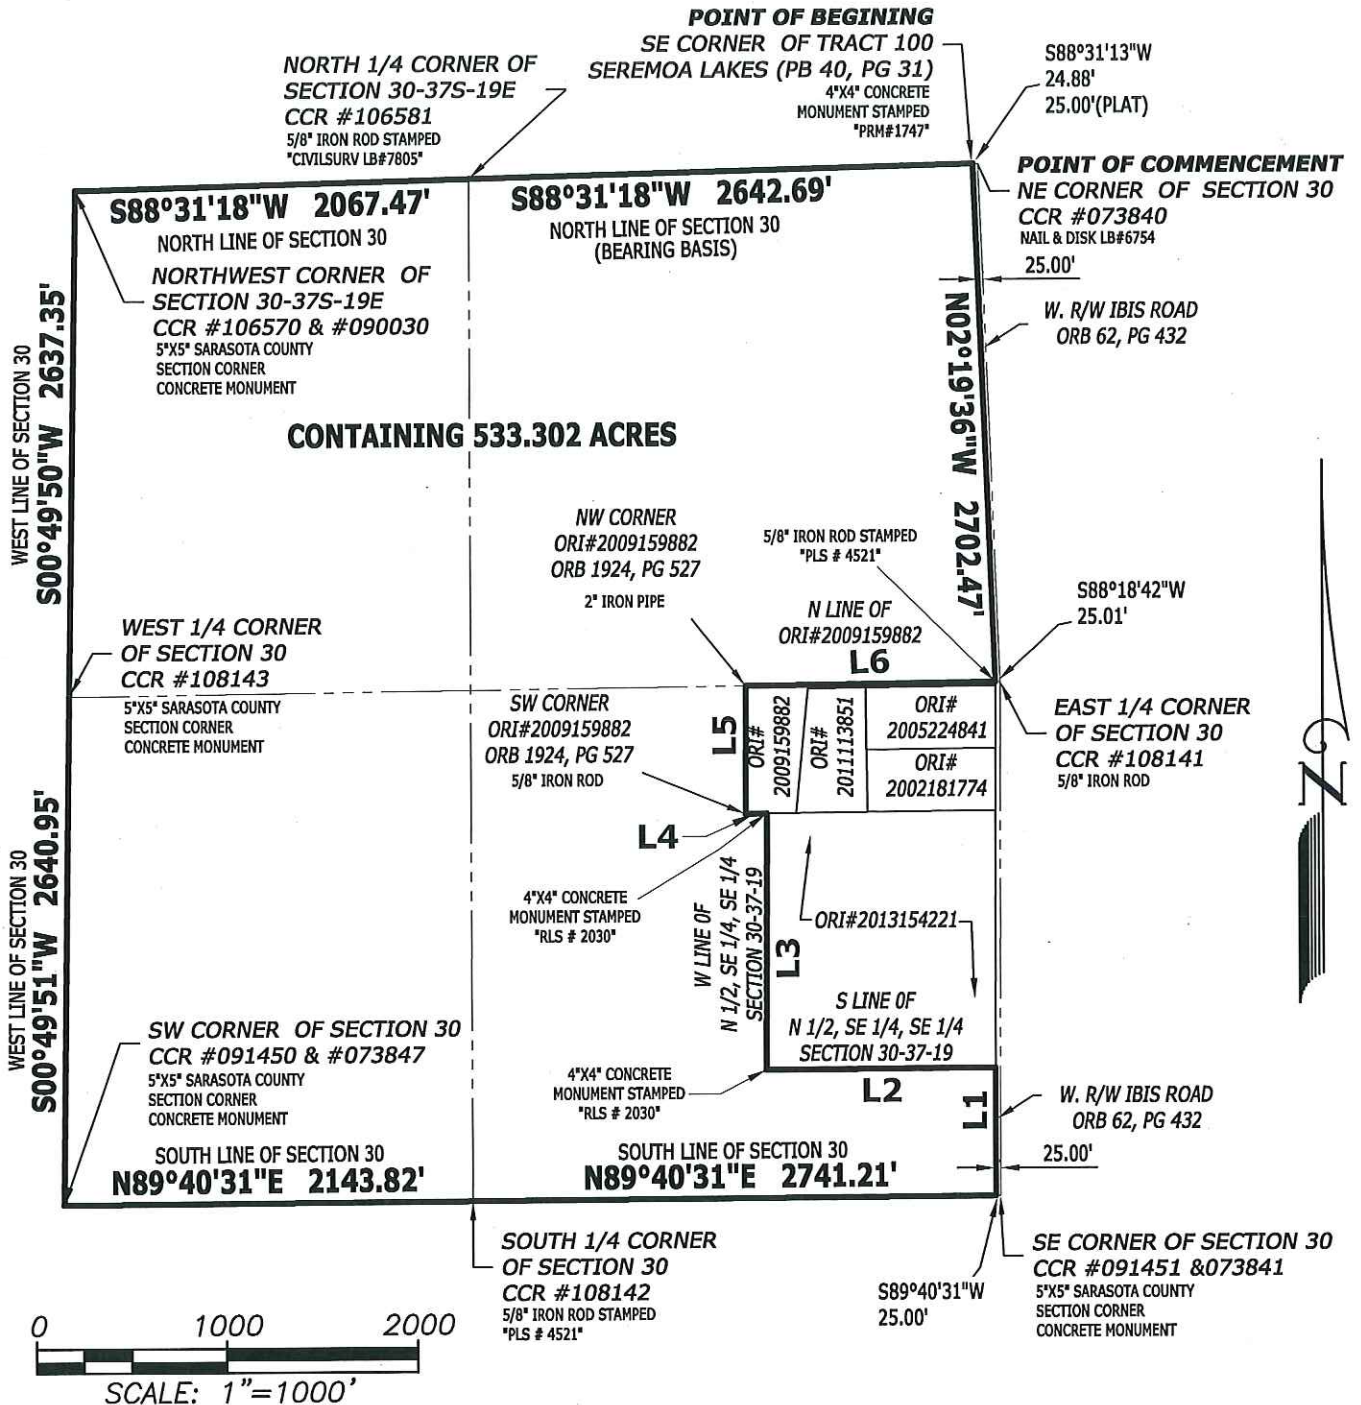 POINT OF BEGINING
SE CORNER OF TRACT 100
SEREMOA LAKES (PB 40, PG 31)
4"X4" CONCRETE
MONUMENT STAMPED
"PRM#1747"
S88°31'13"W
24.88'
25.00'(PLAT)
NORTH 1/4 CORNER OF
SECTION 30-37S-19E
CCR #106581
5/8" IRON ROD STAMPED
"CIVILSURV LB#7805"
POINT OF COMMENCEMENT
NE CORNER OF SECTION 30
CCR #073840
NAIL & DISK LB#6754
25.00'
S88°31'18"W 2067.47'
NORTH LINE OF SECTION 30
S88°31'18"W 2642.69'
NORTH LINE OF SECTION 30
(BEARING BASIS)
NORTHWEST CORNER OF
SECTION 30-37S-19E
CCR #106570 & #090030
5"X5" SARASOTA COUNTY
SECTION CORNER
CONCRETE MONUMENT
W. R/W IBIS ROAD
ORB 62, PG 432
WEST LINE OF SECTION 30
S00°49'50"W 2637.35'
N02°19'36"W 2702.47'
CONTAINING 533.302 ACRES
NW CORNER
ORI#2009159882
ORB 1924, PG 527
2" IRON PIPE
5/8" IRON ROD STAMPED
"PLS # 4521"
N LINE OF
ORI#2009159882
L6
S88°18'42"W
25.01'
WEST 1/4 CORNER
OF SECTION 30
CCR #108143
5"X5" SARASOTA COUNTY
SECTION CORNER
CONCRETE MONUMENT
SW CORNER
ORI#2009159882
ORB 1924, PG 527
5/8" IRON ROD
L5
ORI#
2009159882
ORI#
2011113851
ORI#
2005224841
ORI#
2002181774
EAST 1/4 CORNER
OF SECTION 30
CCR #108141
5/8" IRON ROD
N
L4
4"X4" CONCRETE
MONUMENT STAMPED
"RLS # 2030"
W LINE OF
N 1/2, SE 1/4, SE 1/4
SECTION 30-37-19
L3
ORI#2013154221
S LINE OF
N 1/2, SE 1/4, SE 1/4
SECTION 30-37-19
WEST LINE OF SECTION 30
S00°49'51"W 2640.95'
SW CORNER OF SECTION 30
CCR #091450 & #073847
5"X5" SARASOTA COUNTY
SECTION CORNER
CONCRETE MONUMENT
4"X4" CONCRETE
MONUMENT STAMPED
"RLS # 2030"
L2
L1
W. R/W IBIS ROAD
ORB 62, PG 432
25.00'
SOUTH LINE OF SECTION 30
N89°40'31"E 2143.82'
SOUTH LINE OF SECTION 30
N89°40'31"E 2741.21'
SOUTH 1/4 CORNER
OF SECTION 30
CCR #108142
5/8" IRON ROD STAMPED
"PLS # 4521"
S89°40'31"W
25.00'
SE CORNER OF SECTION 30
CCR #091451 &073841
5"X5" SARASOTA COUNTY
SECTION CORNER
CONCRETE MONUMENT
0 1000 2000
SCALE: 1"=1000'